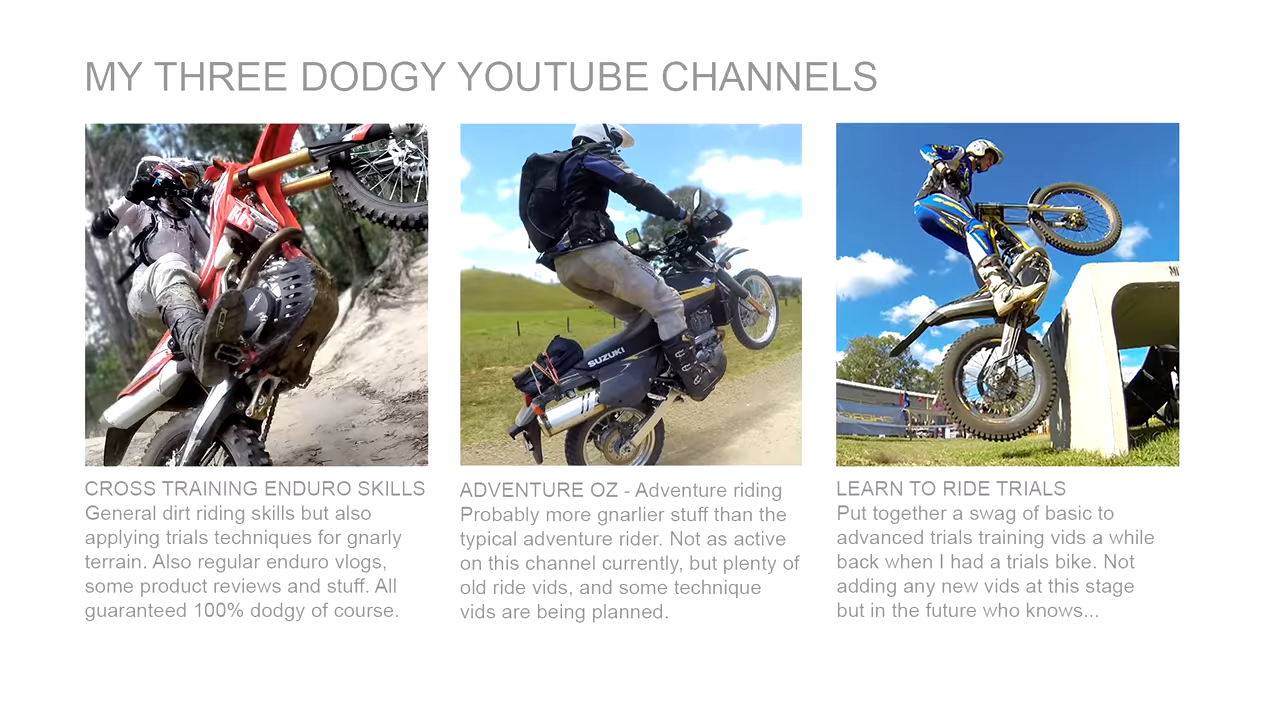 MY THREE DODGY YOUTUBE CHANNELS
SUZUKI
CROSS TRAINING ENDURO SKILLS
General dirt riding skills but also
applying trials techniques for gnarly
terrain. Also regular enduro vlogs,
some product reviews and stuff. All
guaranteed 100% dodgy of course.
ADVENTURE OZ - Adventure riding
Probably more gnarlier stuff than the
typical adventure rider. Not as active
on this channel currently, but plenty of
old ride vids, and some technique
vids are being planned.
LEARN TO RIDE TRIALS
Put together a swag of basic to
advanced trials training vids a while
back when I had a trials bike. Not
adding any new vids at this stage
but in the future who knows...